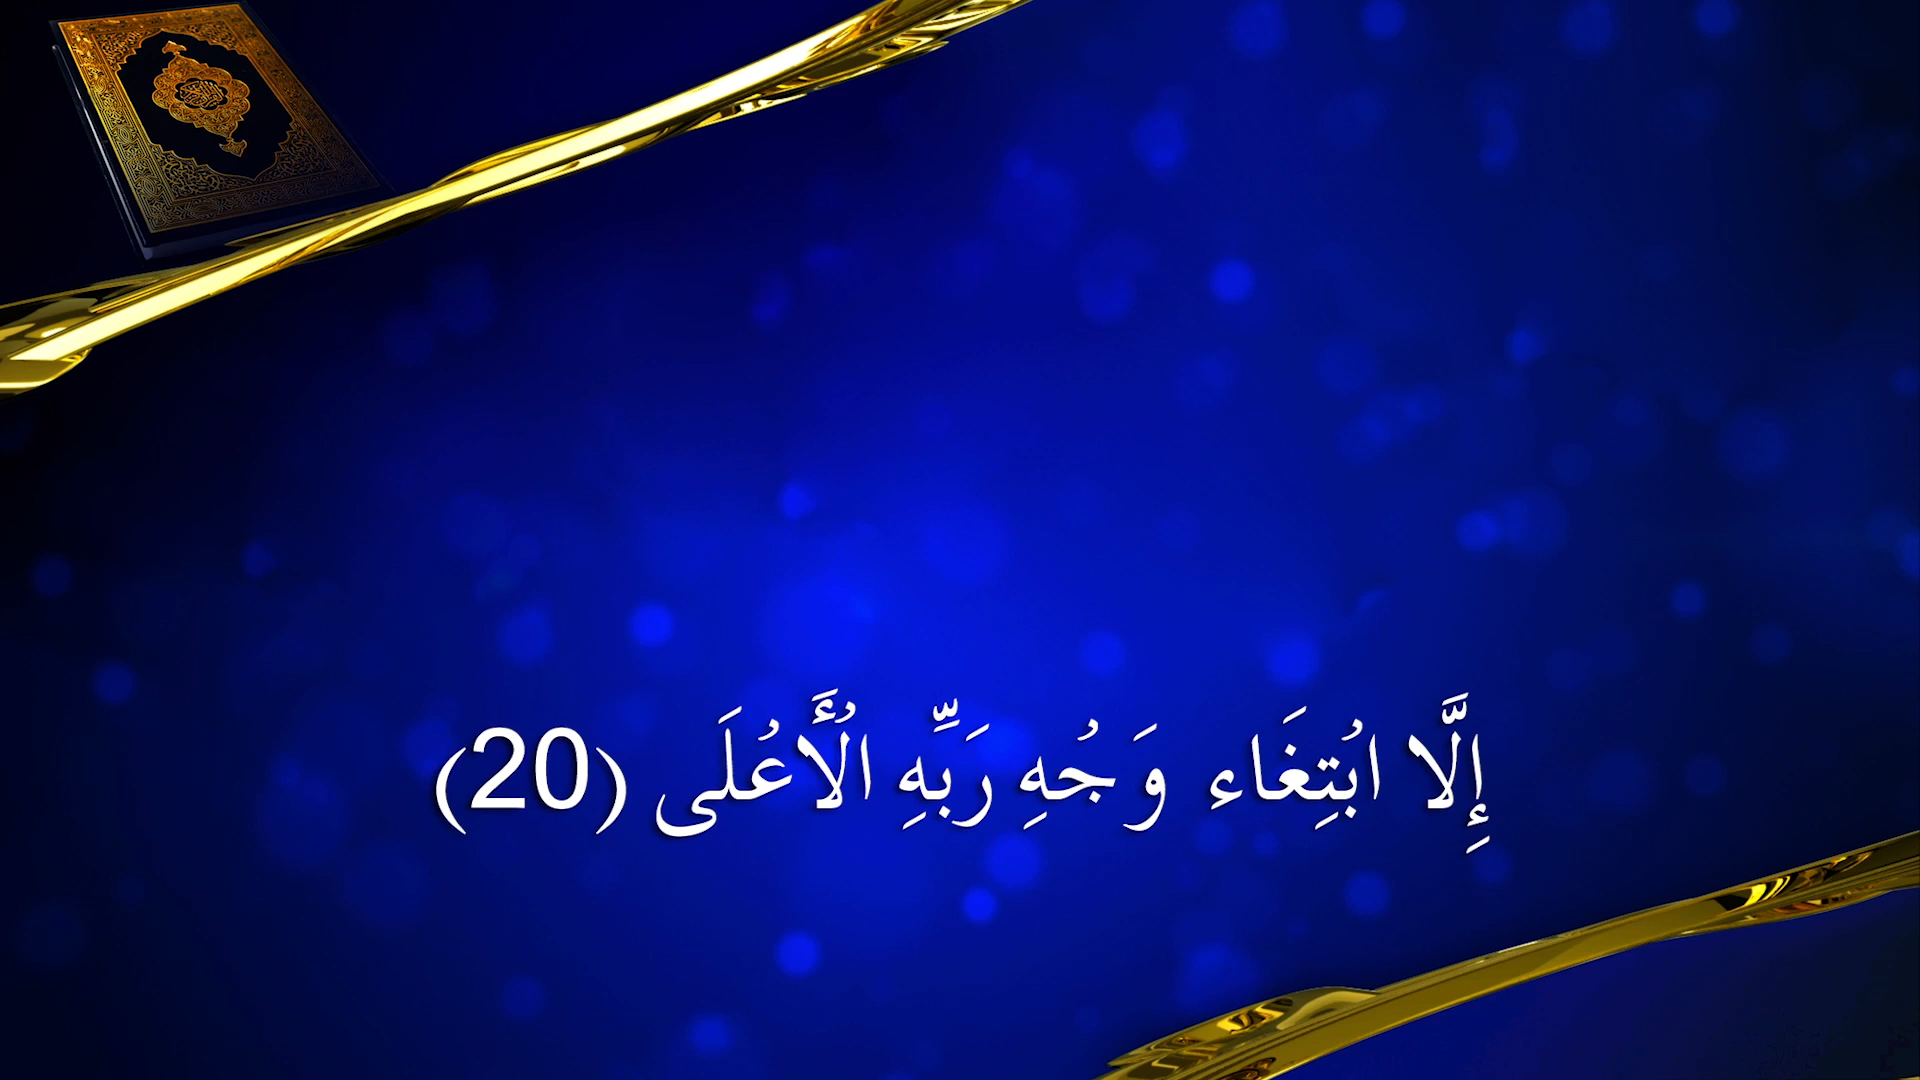 إِلَّا ابُتِغَاء وَجُهِ رَبِّهِ الُأَعُلَى (20)